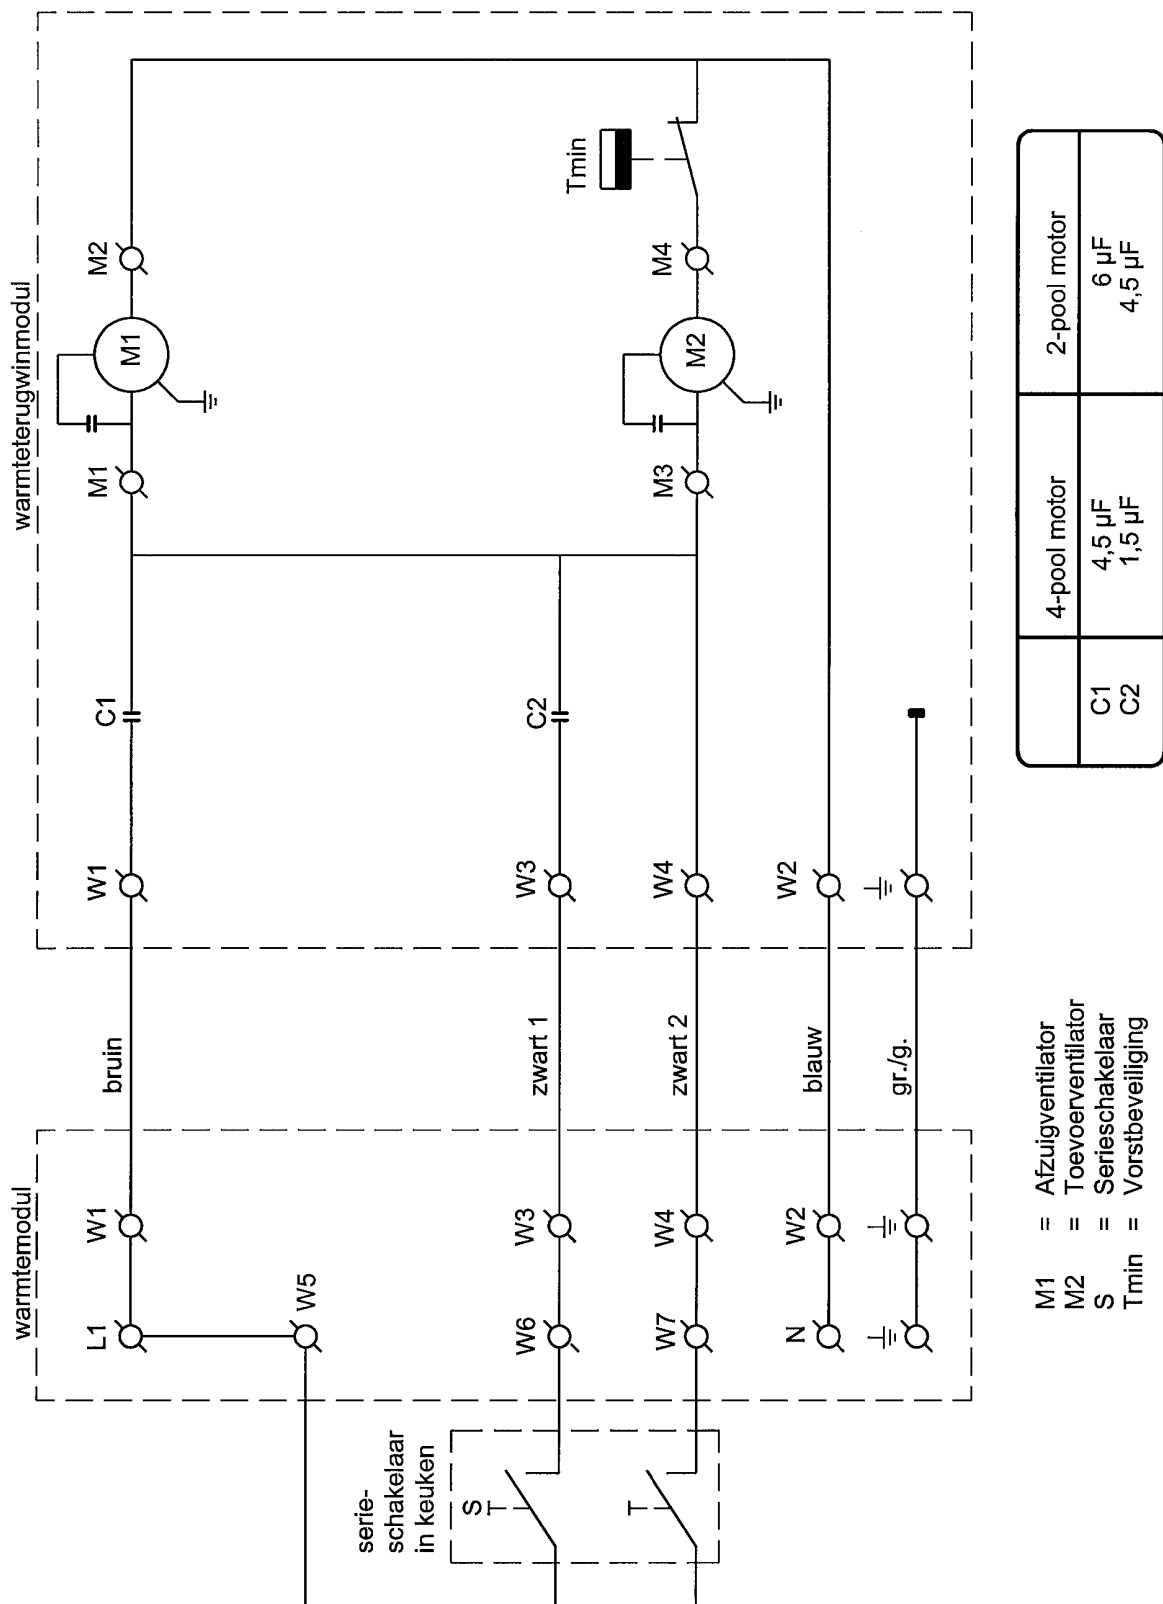 warmteterugwinmodul
M2
M1
M1
C1
W1
Tmin
M4
M2
M3
C2
W3
W4
W2
bruin
zwart 1
zwart 2
blauw
gr./g.
warmtemodul
W1
L1
W5
W3
W6
W4
W7
W2
N
serie-
schakelaar
in keuken
S
M1 = Afzuigventilator
M2 = Toevoerventilator
S = Serieschakelaar
Tmin = Vorstbeveiliging
4-pool motor 2-pool motor
C1 4,5 µF 6 µF
C2 1,5 µF 4,5 µF